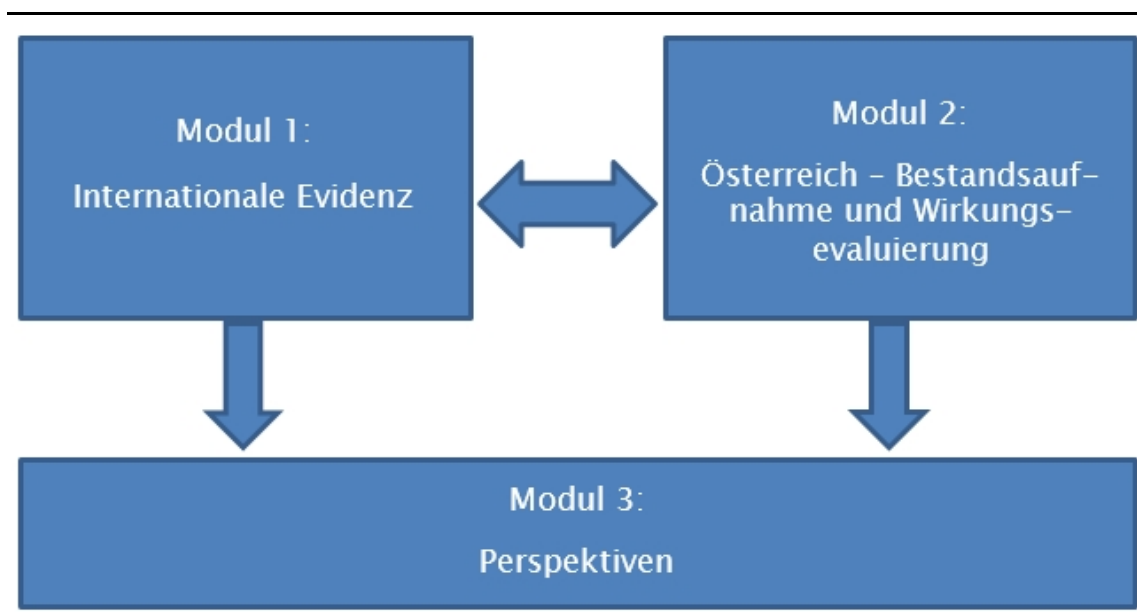 Modul 1:
Internationale Evidenz
Modul 2:
Österreich – Bestandsauf-
nahme und Wirkungs-
evaluierung
Modul 3:
Perspektiven